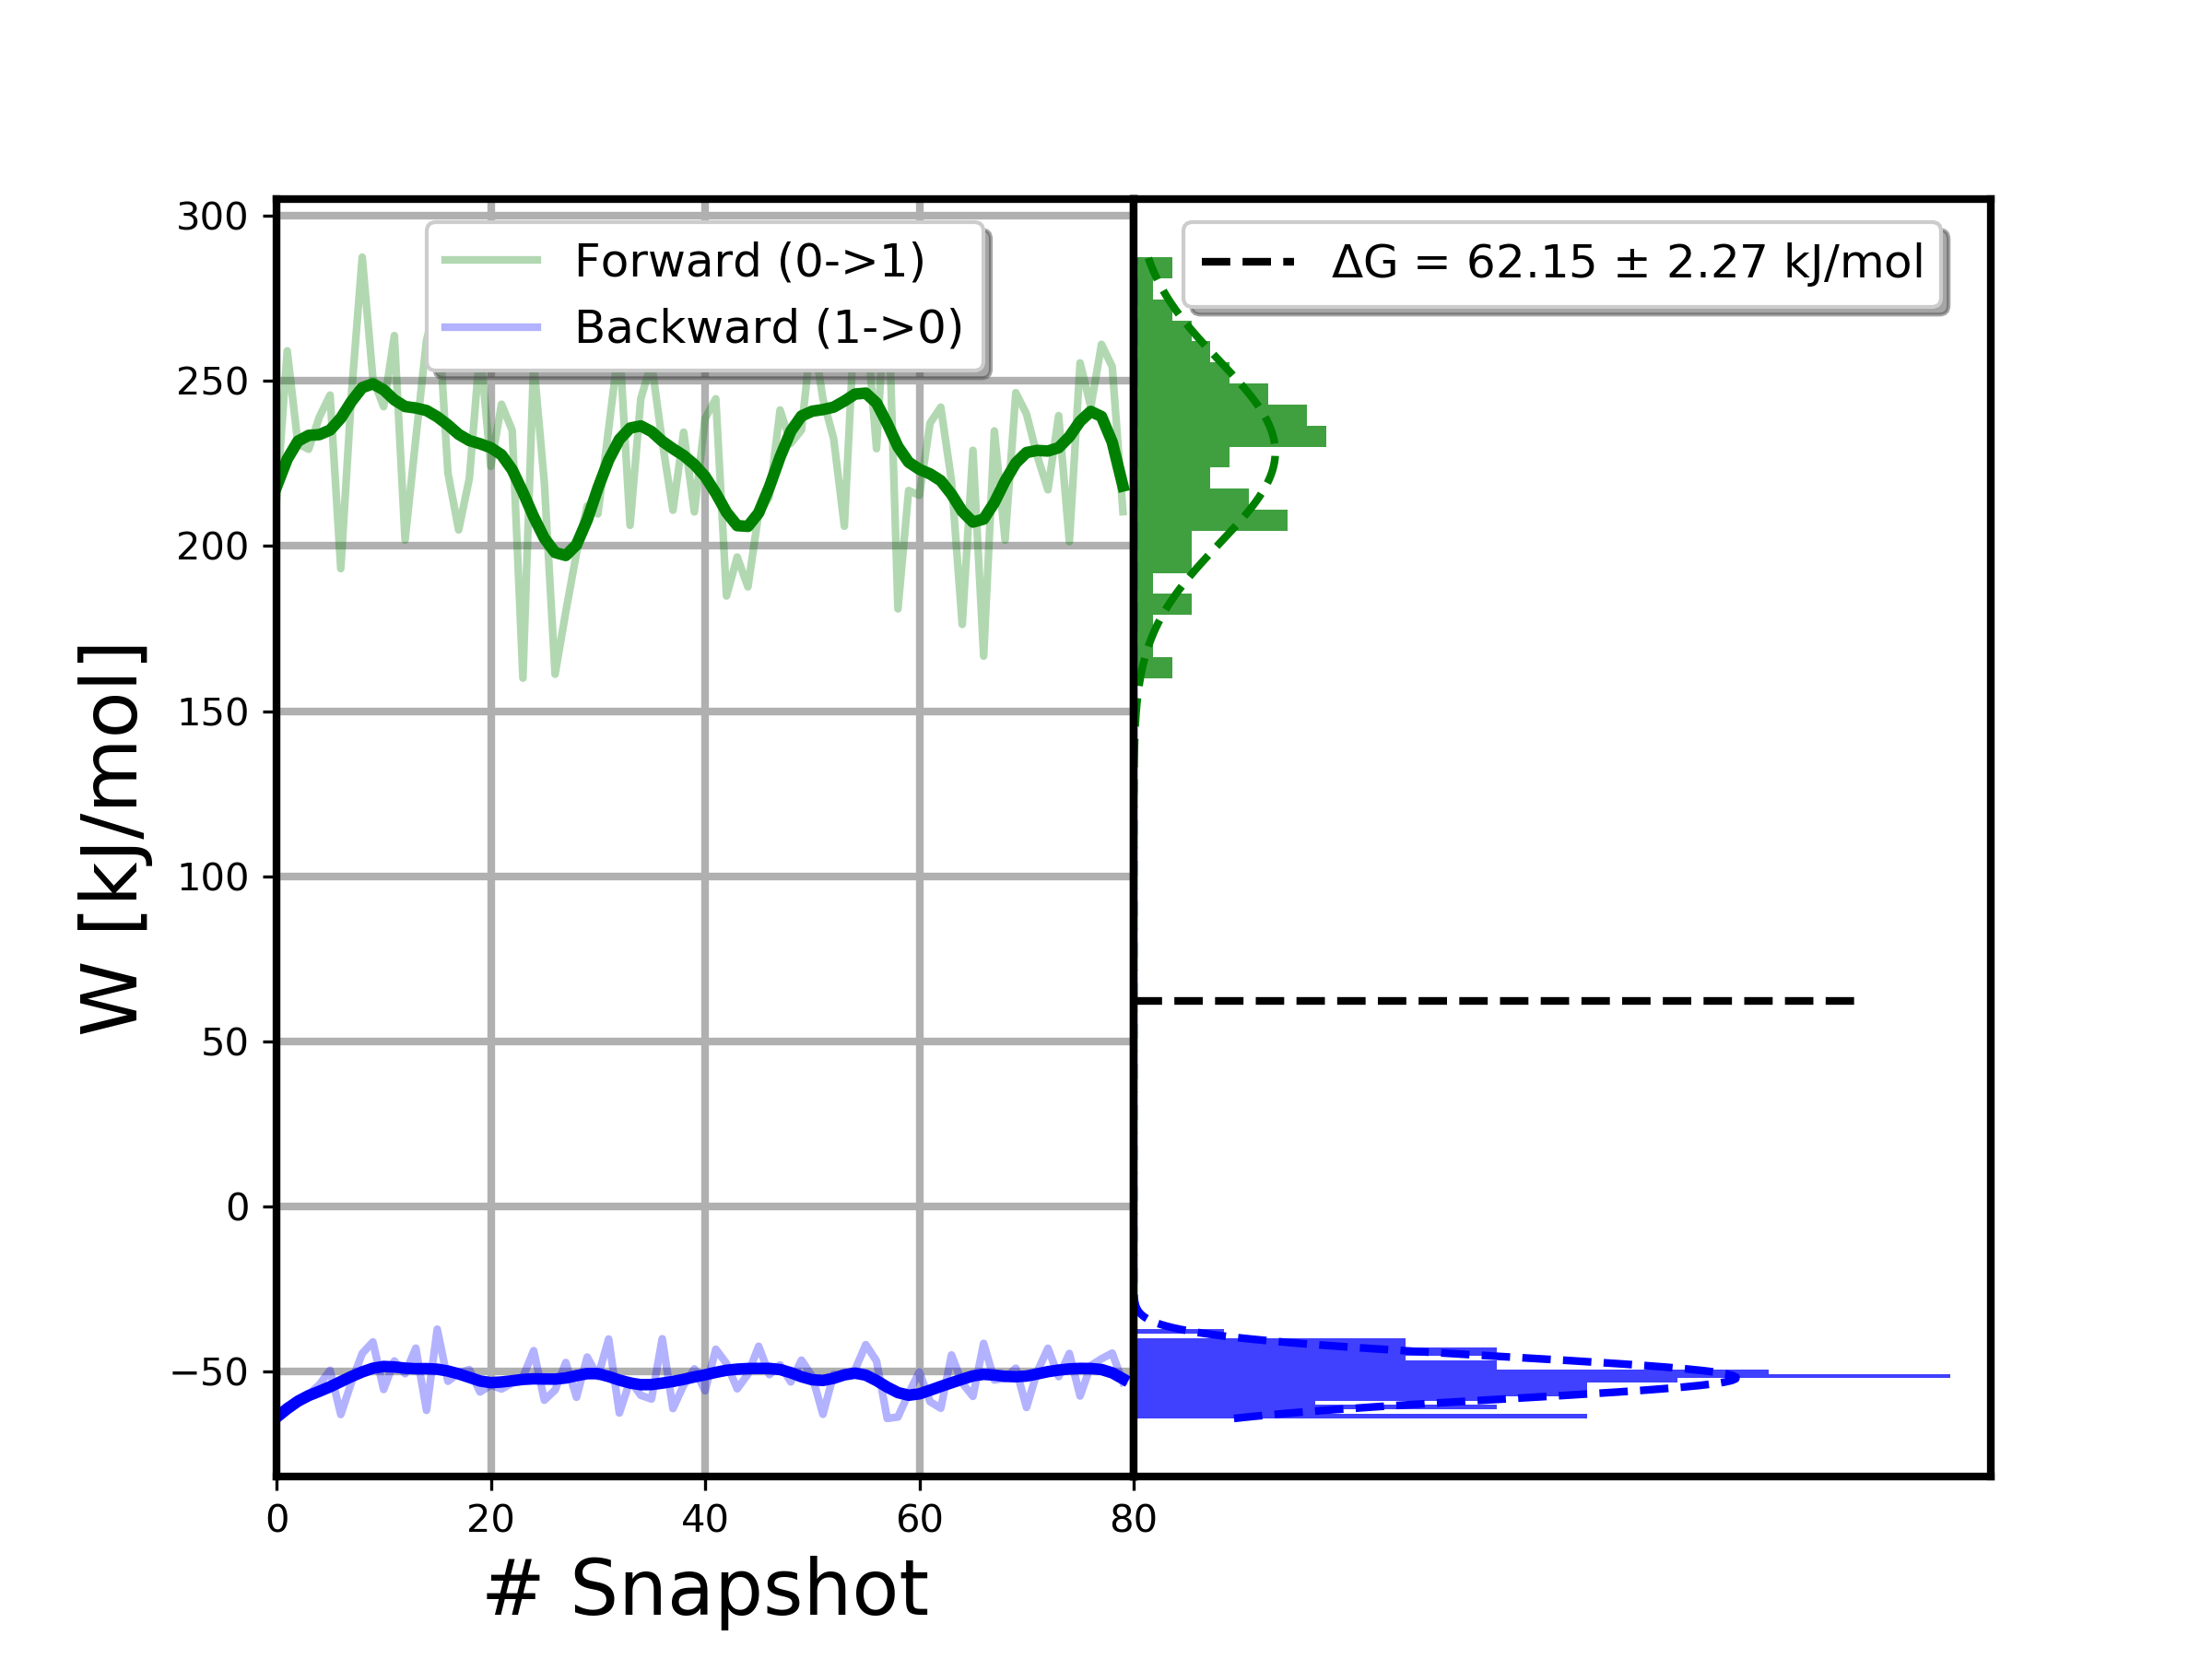 300
250
200
150
100
50
0
−50
W [kJ/mol]
Forward (0->1)
Backward (1->0)
ΔG = 62.15 ± 2.27 kJ/mol
0 20 40 60 80
# Snapshot